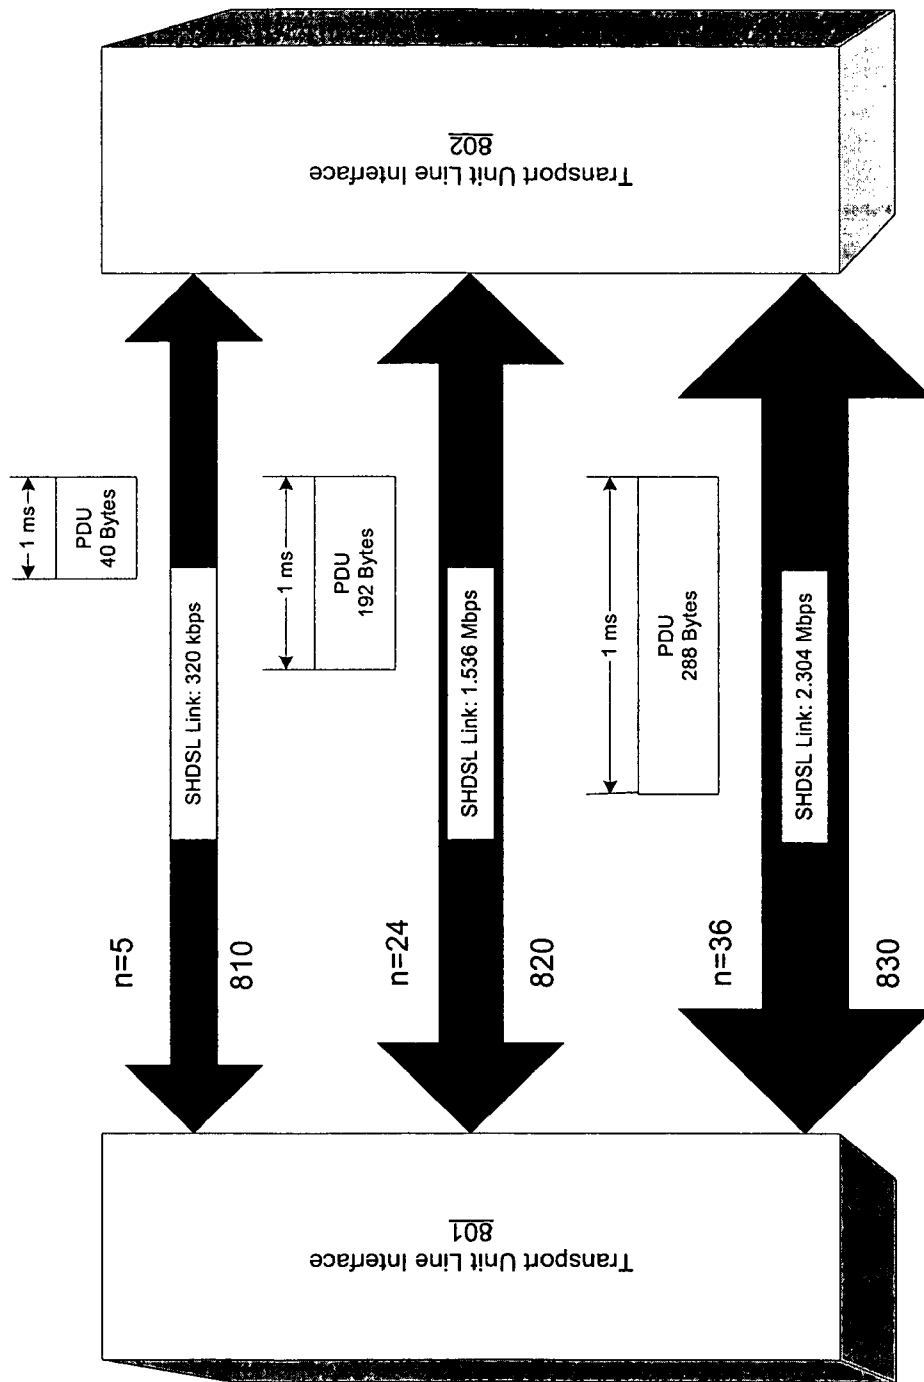 1 ms
PDU
40 Bytes
SHDSL Link: 320 kbps
n=5
810
1 ms
PDU
192 Bytes
SHDSL Link: 1.536 Mbps
n=24
820
1 ms
PDU
288 Bytes
SHDSL Link: 2.304 Mbps
n=36
830
Transport Unit Line Interface
801
Transport Unit Line Interface
802